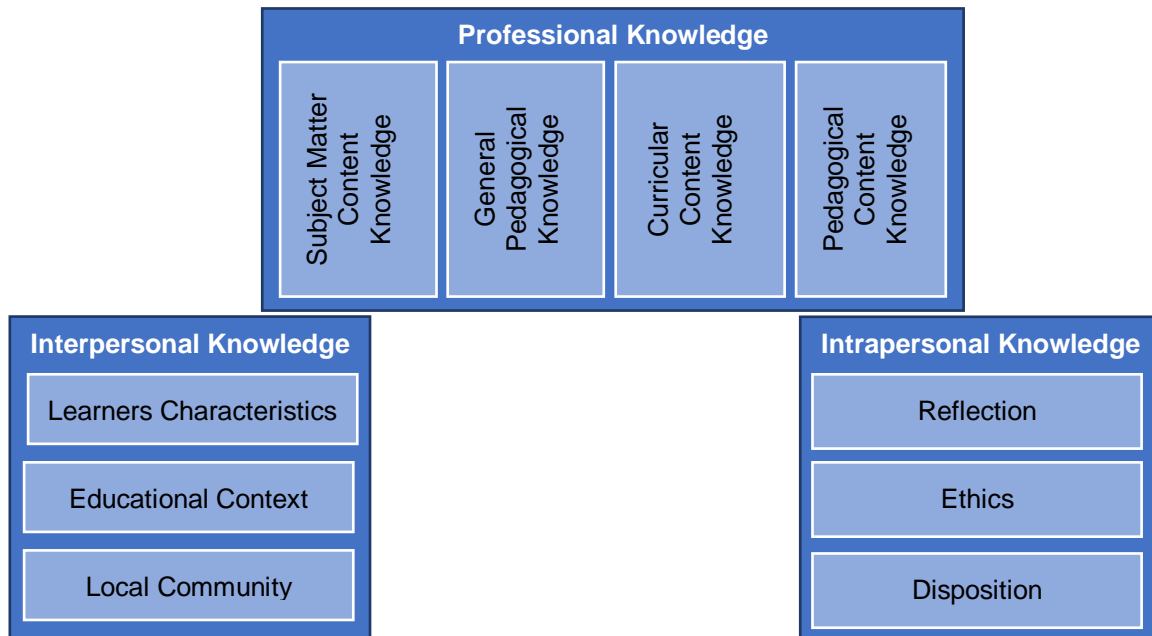 Professional Knowledge
Subject Matter
Content
Knowledge
General
Pedagogical
Knowledge
Curricular
Content
Knowledge
Pedagogical
Content
Knowledge
Interpersonal Knowledge
Learners Characteristics
Educational Context
Local Community
Intrapersonal Knowledge
Reflection
Ethics
Disposition